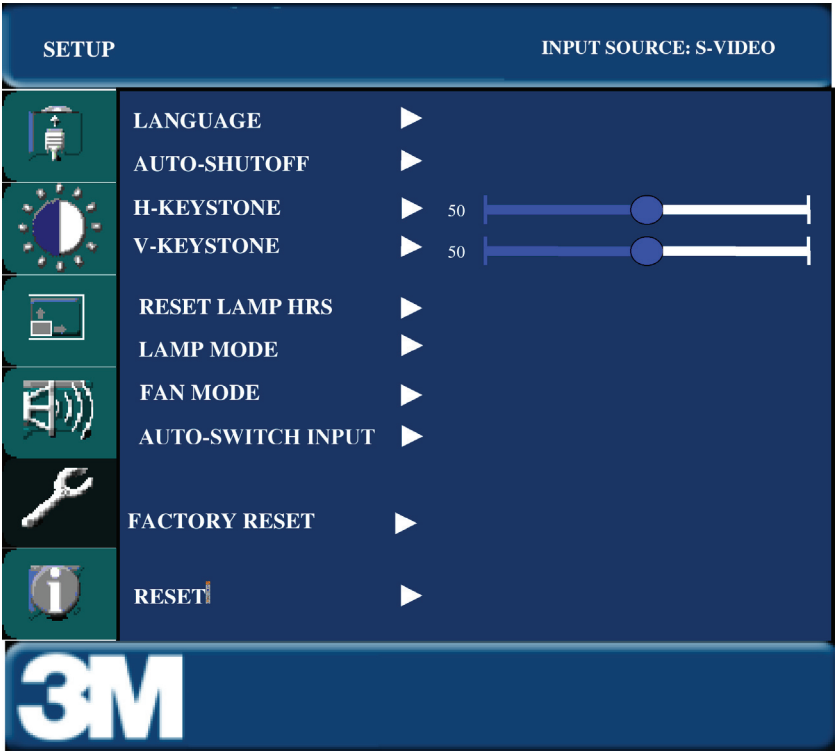 SETUP INPUT SOURCE: S-VIDEO
LANGUAGE
AUTO-SHUTOFF
H-KEYSTONE 50
V-KEYSTONE 50
RESET LAMP HRS
LAMP MODE
FAN MODE
AUTO-SWITCH INPUT
FACTORY RESET
RESET
3M